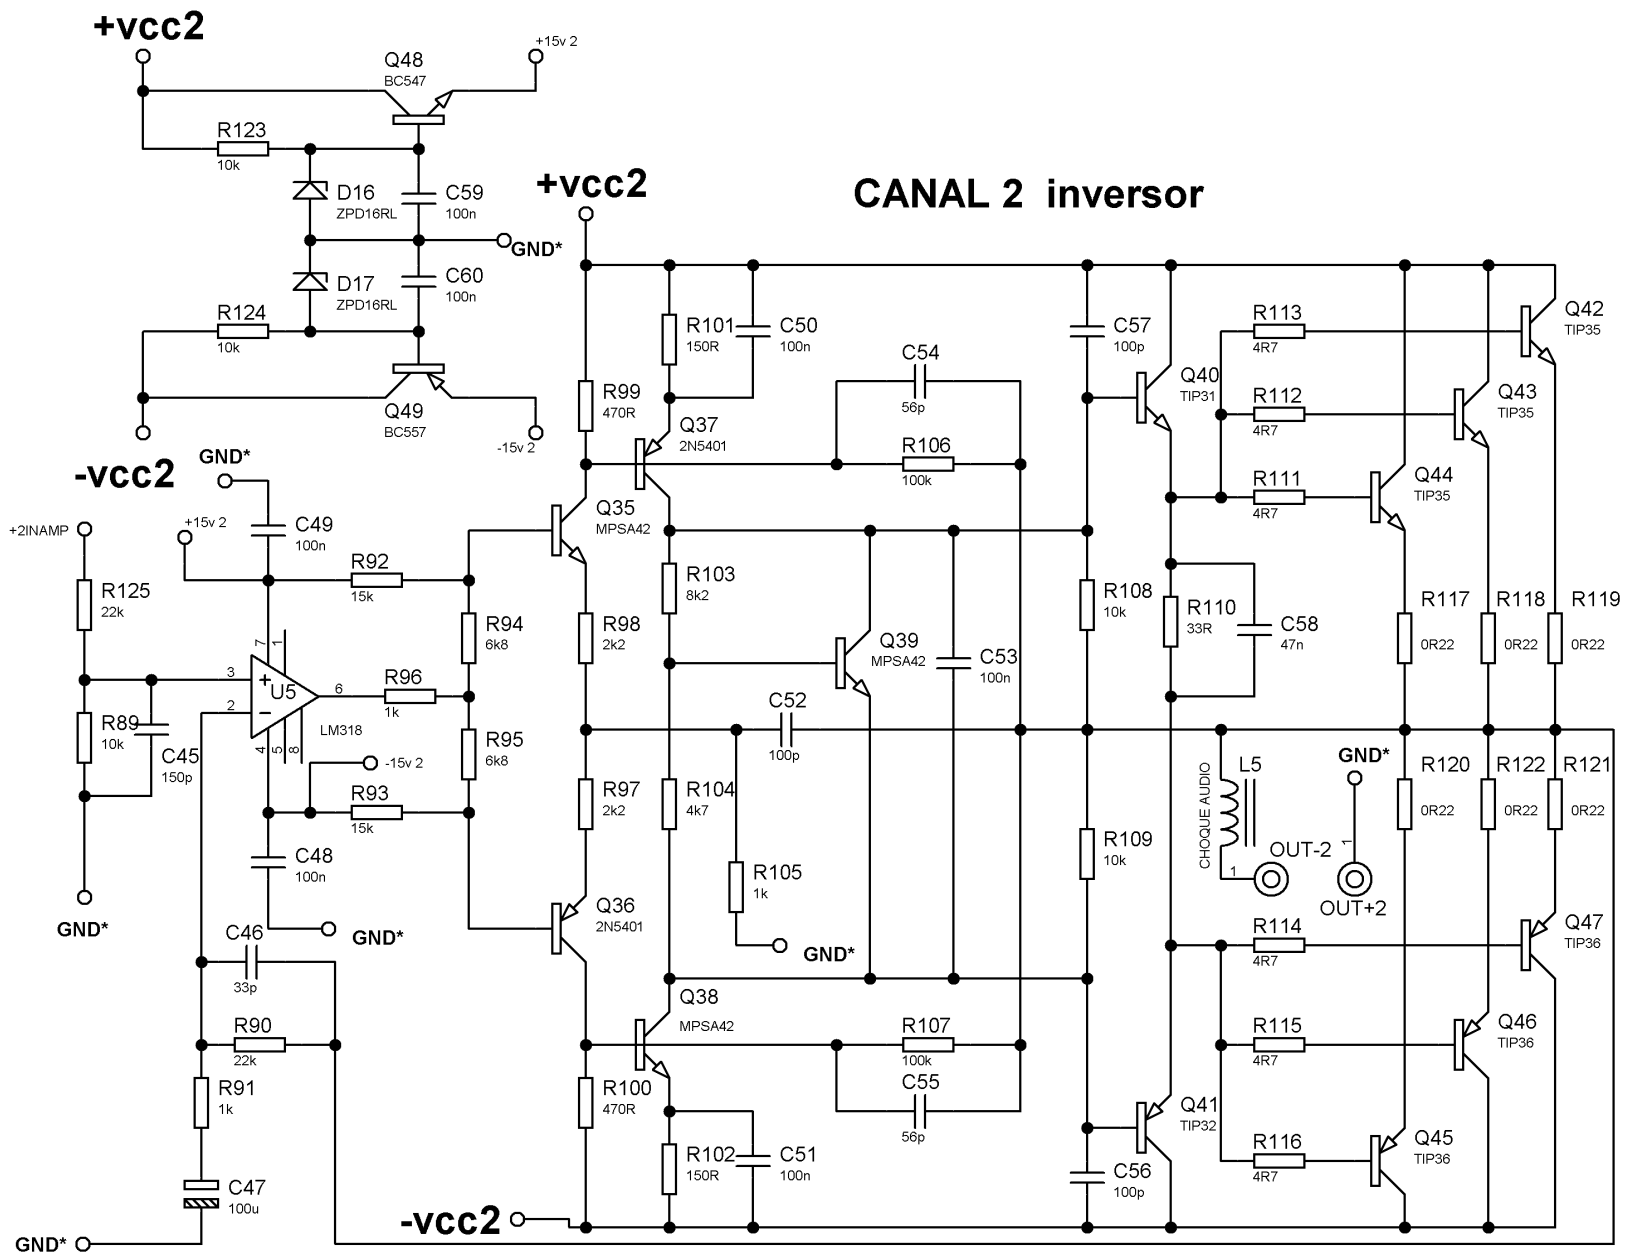 +vcc2
Q48
BC547
+15v 2
R123
10k
D16
ZPD16RL
C59
100n
GND*
D17
ZPD16RL
C60
100n
R124
10k
Q49
BC557
-15v 2
-vcc2
+vcc2
CANAL 2 inversor
R101
150R
C50
100n
C57
100p
R113
4R7
Q42
TIP35
C54
56p
R99
470R
Q40
TIP31
R112
4R7
Q43
TIP35
Q37
2N5401
R106
100k
R111
4R7
Q44
TIP35
GND*
+15v 2
C49
100n
+2INAMP
Q35
MPSA42
R92
15k
R125
22k
R103
8k2
R108
10k
R110
33R
C58
47n
R117
0R22
R118
0R22
R119
0R22
R94
6k8
R98
2k2
Q39
MPSA42
C53
100n
7
1
3
+
U5
6
2
−
LM318
4
5
8
R96
1k
R89
10k
C45
150p
-15v 2
R95
6k8
C52
100p
R93
15k
R97
2k2
R104
4k7
CHOQUE AUDIO
L5
GND*
R120
0R22
R122
0R22
R121
0R22
C48
100n
R105
1k
R109
10k
1
OUT-2
1
OUT+2
GND*
GND*
C46
33p
Q36
2N5401
GND*
R114
4R7
Q47
TIP36
Q38
MPSA42
R90
22k
R107
100k
R115
4R7
Q46
TIP36
R91
1k
R100
470R
C55
56p
Q41
TIP32
R102
150R
C51
100n
C56
100p
R116
4R7
Q45
TIP36
C47
100u
-vcc2
GND*